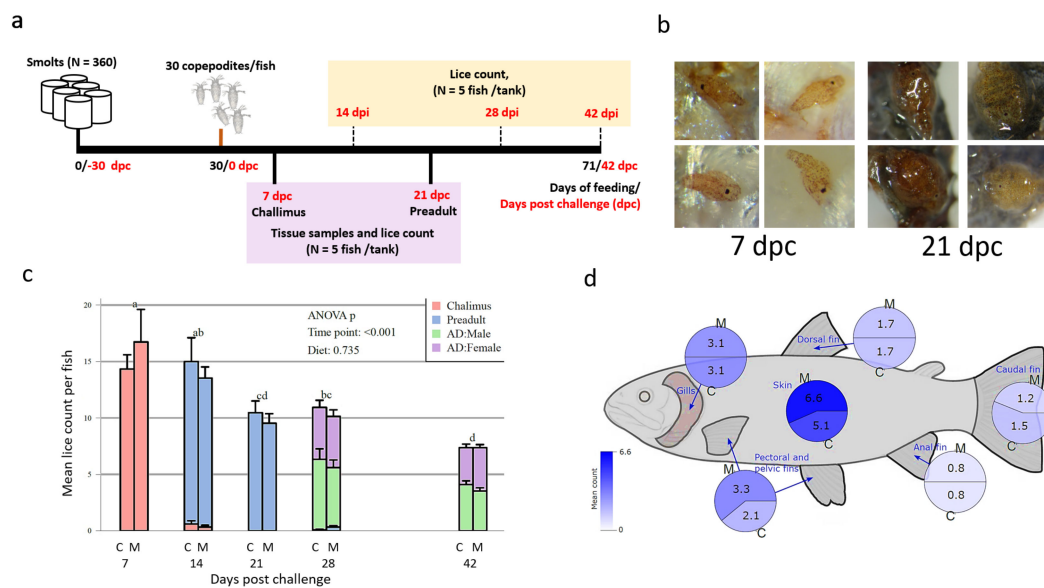 a
Smolts (N = 360)
30 copepodites/fish
Lice count,
(N = 5 fish /tank)
14 dpi
28 dpi
42 dpi
0/-30 dpc
30/0 dpc
71/42 dpc
7 dpc
Challimus
21 dpc
Preadult
Days of feeding/
Days post challenge (dpc)
Tissue samples and lice count
(N = 5 fish /tank)
b
7 dpc
21 dpc
c
Mean lice count per fish
20
15
10
5
0
a
ab
cd
bc
d
ANOVA p
Time point: <0.001
Diet: 0.735
Chalimus
Preadult
AD:Male
AD:Female
C M
C M
C M
C M
C M
7
14
21
28
42
Days post challenge
d
M
3.1
3.1
C
Gills
Dorsal fin
M
1.7
1.7
C
Skin
M
6.6
5.1
C
Caudal fin
M
1.2
1.5
C
Pectoral and
pelvic fins
M
3.3
2.1
C
Anal fin
M
0.8
0.8
C
Mean count
6.6
0